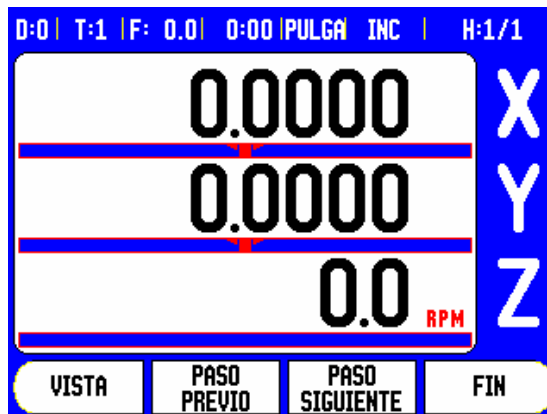 D:0 | T:1 | F: 0.0 | 0:00 | PULGA INC | H:1/1
0.0000 X
0.0000 Y
0.0 RPM Z
VISTA PASO PREVIO PASO SIGUIENTE FIN